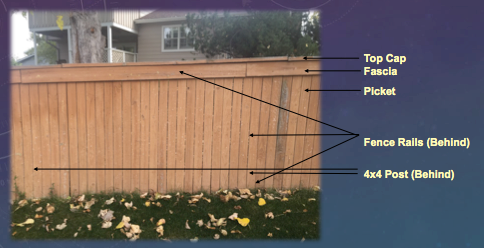 Top Cap
Fascia
Picket
Fence Rails (Behind)
4x4 Post (Behind)